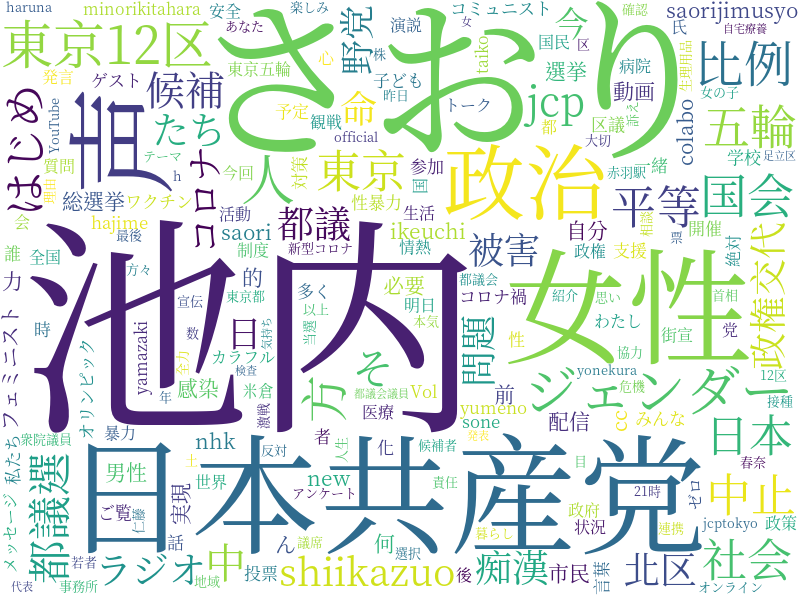 haruna
minorikitahara
安全
楽しみ
コミュニスト
saorijimusyo
東京12区
あなた
さおり
野党
演説
今
確認
氏
自宅療養
発言
ゲスト
候補
東京五輪
心
株
女
区
国民
選挙
病院
生理用品
比例
YouTube
はじめ
声
たち
命
子ども
昨日
taiko
jcp
動画
女の子
質問
予定
観戦
トーク
都
区議
colabo
五輪
理由
テーマ
h
今回
人
対策
official
訴え
大切
学校
足立区
総選挙
ワクチン
コロナ
東京
参加
政治
赤羽駅
一緒
国会
会
hajime
活動
性暴力
国
平等
相談
票
開催
誰
最後
saori
都議
生活
ikeuchi
被害
自分
政権
支援
絶対
政権交代
全国
方々
制度
新型コロナ
情熱
力
的
必要
都議会
池内
宣伝
東京都
多く
明日
コロナ禍
紹介
思い
首相
時
フェミニスト
オリンピック
yamazaki
日
数
気持ち
以上
当選
本気
そ
女性
わたし
党
街宣
協力
カラフル
全力
方
問題
性
yonekura
12区
感染
米倉
激戦
都議会議員
Vol
前
ジェンダー
危機
接種
年
検査
医療
yumeno
配信
cc
みんな
私たち
衆院議員
暴力
nhk
者
化
人生
候補者
sone
発表
日本
男性
土
new
反対
日本共産党
目
春奈
メッセージ
都議選
ご覧
仁藤
実現
世界
アンケート
責任
政府
21時
ゼロ
中止
jcptokyo
話
ん
議席
何
選択
暮らし
状況
連携
政策
若者
ラジオ
中
shiikazuo
後
痴漢
市民
言葉
北区
社会
代表
事務所
地域
投票
オンライン